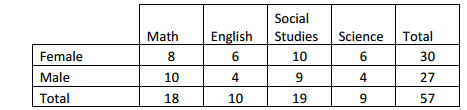 Math English Social Studies Science Total
Female 8 6 10 6 30
Male 10 4 9 4 27
Total 18 10 19 9 57